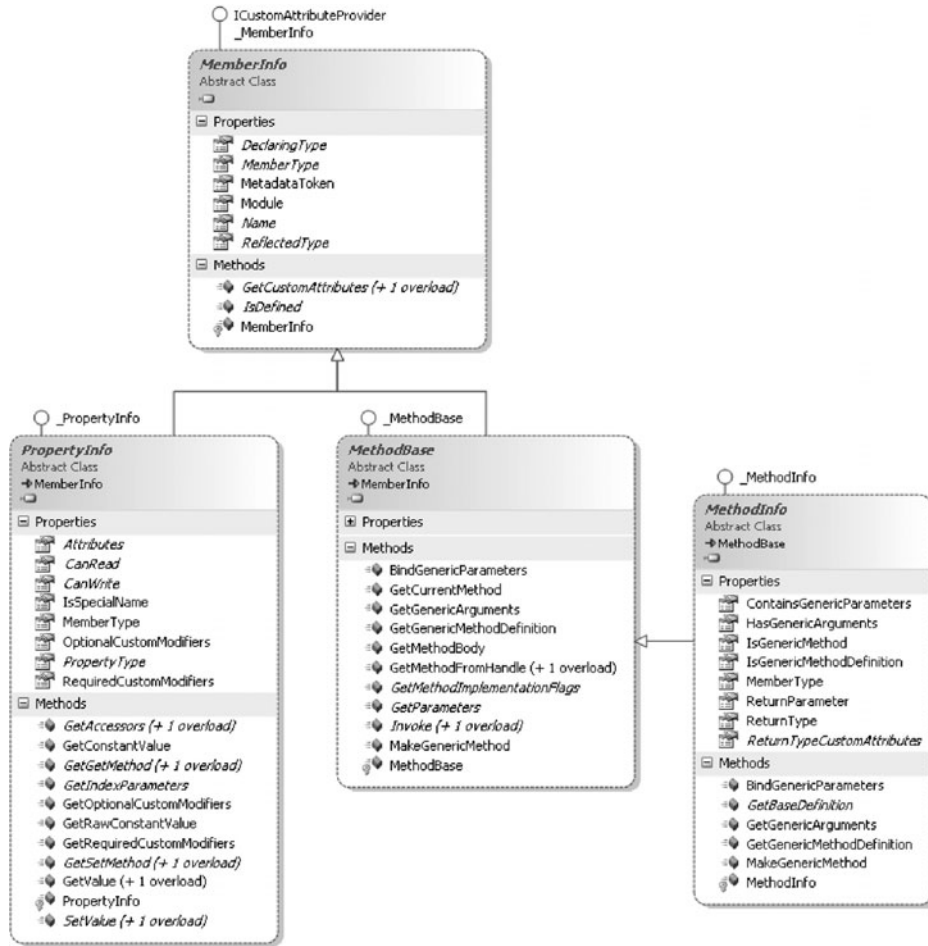 ICustomAttributeProvider
_MemberInfo
MemberInfo
Abstract Class
Properties
DeclaringType
MemberType
MetadataToken
Module
Name
ReflectedType
Methods
GetCustomAttributes (+ 1 overload)
IsDefined
MemberInfo
_PropertyInfo
PropertyInfo
Abstract Class
MemberInfo
Properties
Attributes
CanRead
CanWrite
IsSpecialName
MemberType
OptionalCustomModifiers
PropertyType
RequiredCustomModifiers
Methods
GetAccessors (+ 1 overload)
GetConstantValue
GetGetMethod (+ 1 overload)
GetIndexParameters
GetOptionalCustomModifiers
GetRawConstantValue
GetRequiredCustomModifiers
GetSetMethod (+ 1 overload)
GetValue (+ 1 overload)
PropertyInfo
SetValue (+ 1 overload)
_MethodBase
MethodBase
Abstract Class
MemberInfo
Properties
Methods
BindGenericParameters
GetCurrentMethod
GetGenericArguments
GetGenericMethodDefinition
GetMethodBody
GetMethodFromHandle (+ 1 overload)
GetMethodImplementationFlags
GetParameters
Invoke (+ 1 overload)
MakeGenericMethod
MethodBase
_MethodInfo
MethodInfo
Abstract Class
MethodBase
Properties
ContainsGenericParameters
HasGenericArguments
IsGenericMethod
IsGenericMethodDefinition
MemberType
ReturnParameter
ReturnType
ReturnTypeCustomAttributes
Methods
BindGenericParameters
GetBaseDefinition
GetGenericArguments
GetGenericMethodDefinition
MakeGenericMethod
MethodInfo